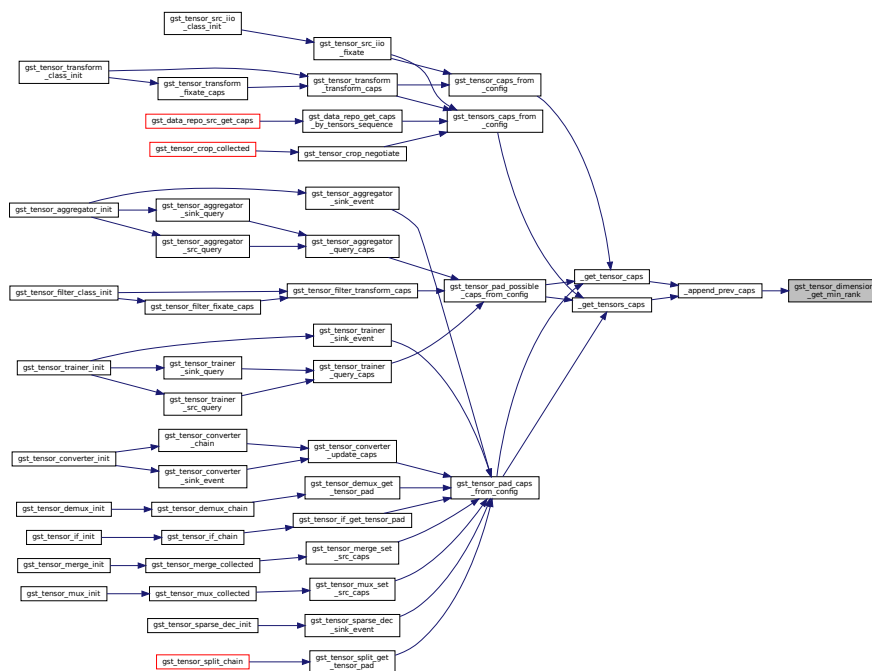 gst_tensor_src_iio
_class_init
gst_tensor_src_iio
_fixate
gst_tensor_transform
_class_init
gst_tensor_transform
_fixate_caps
gst_tensor_transform
_transform_caps
gst_tensor_caps_from
_config
gst_data_repo_src_get_caps
gst_data_repo_get_caps
_by_tensors_sequence
gst_tensors_caps_from
_config
gst_tensor_crop_collected
gst_tensor_crop_negotiate
gst_tensor_aggregator
_sink_event
gst_tensor_aggregator_init
gst_tensor_aggregator
_sink_query
gst_tensor_aggregator
_src_query
gst_tensor_aggregator
_query_caps
_get_tensor_caps
gst_tensor_filter_class_init
gst_tensor_filter_fixate_caps
gst_tensor_filter_transform_caps
gst_tensor_pad_possible
_caps_from_config
_get_tensors_caps
_append_prev_caps
gst_tensor_dimension
_get_min_rank
gst_tensor_trainer
_sink_event
gst_tensor_trainer_init
gst_tensor_trainer
_sink_query
gst_tensor_trainer
_query_caps
gst_tensor_trainer
_src_query
gst_tensor_converter
_chain
gst_tensor_converter
_update_caps
gst_tensor_converter_init
gst_tensor_converter
_sink_event
gst_tensor_demux_get
_tensor_pad
gst_tensor_pad_caps
_from_config
gst_tensor_demux_init
gst_tensor_demux_chain
gst_tensor_if_get_tensor_pad
gst_tensor_if_init
gst_tensor_if_chain
gst_tensor_merge_set
_src_caps
gst_tensor_merge_init
gst_tensor_merge_collected
gst_tensor_mux_set
_src_caps
gst_tensor_mux_init
gst_tensor_mux_collected
gst_tensor_sparse_dec_init
gst_tensor_sparse_dec
_sink_event
gst_tensor_split_chain
gst_tensor_split_get
_tensor_pad